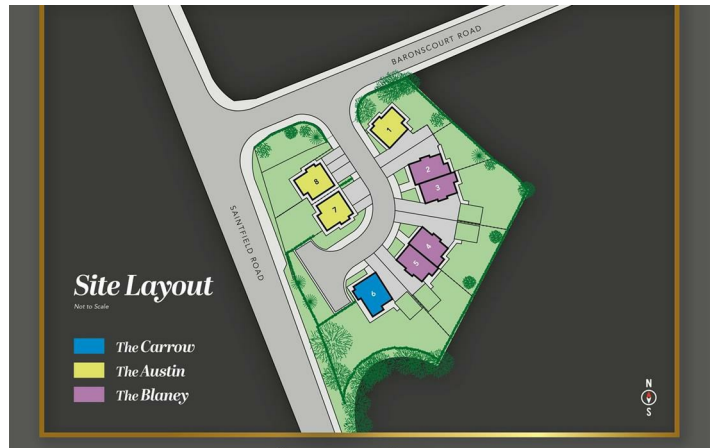 BARONSCOURT ROAD
1
2
3
8
7
4
5
6
SAINTFIELD ROAD
Site Layout
Not to Scale
The Carrow
The Austin
The Blaney
N
S